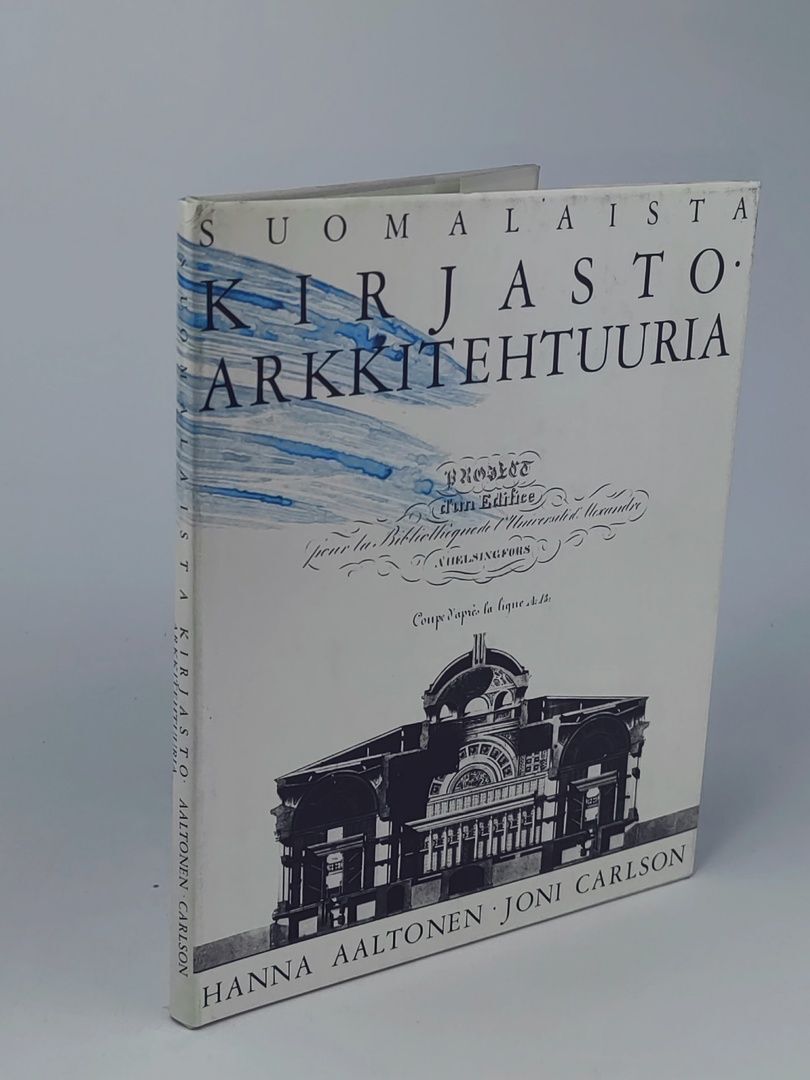 SUOMALAISTA
KIRJASTO·
ARKKITEHTUURIA
PROJECT
d'un Edifice
pour la Bibliothèque de l'Université d'Alexandre
à HELSINGFORS
Coupe d'après la ligne A:B:
HANNA AALTONEN · JONI CARLSON
SUOMALAISTA KIRJASTO·
ARKKITEHTUURIA
AALTONEN CARLSON